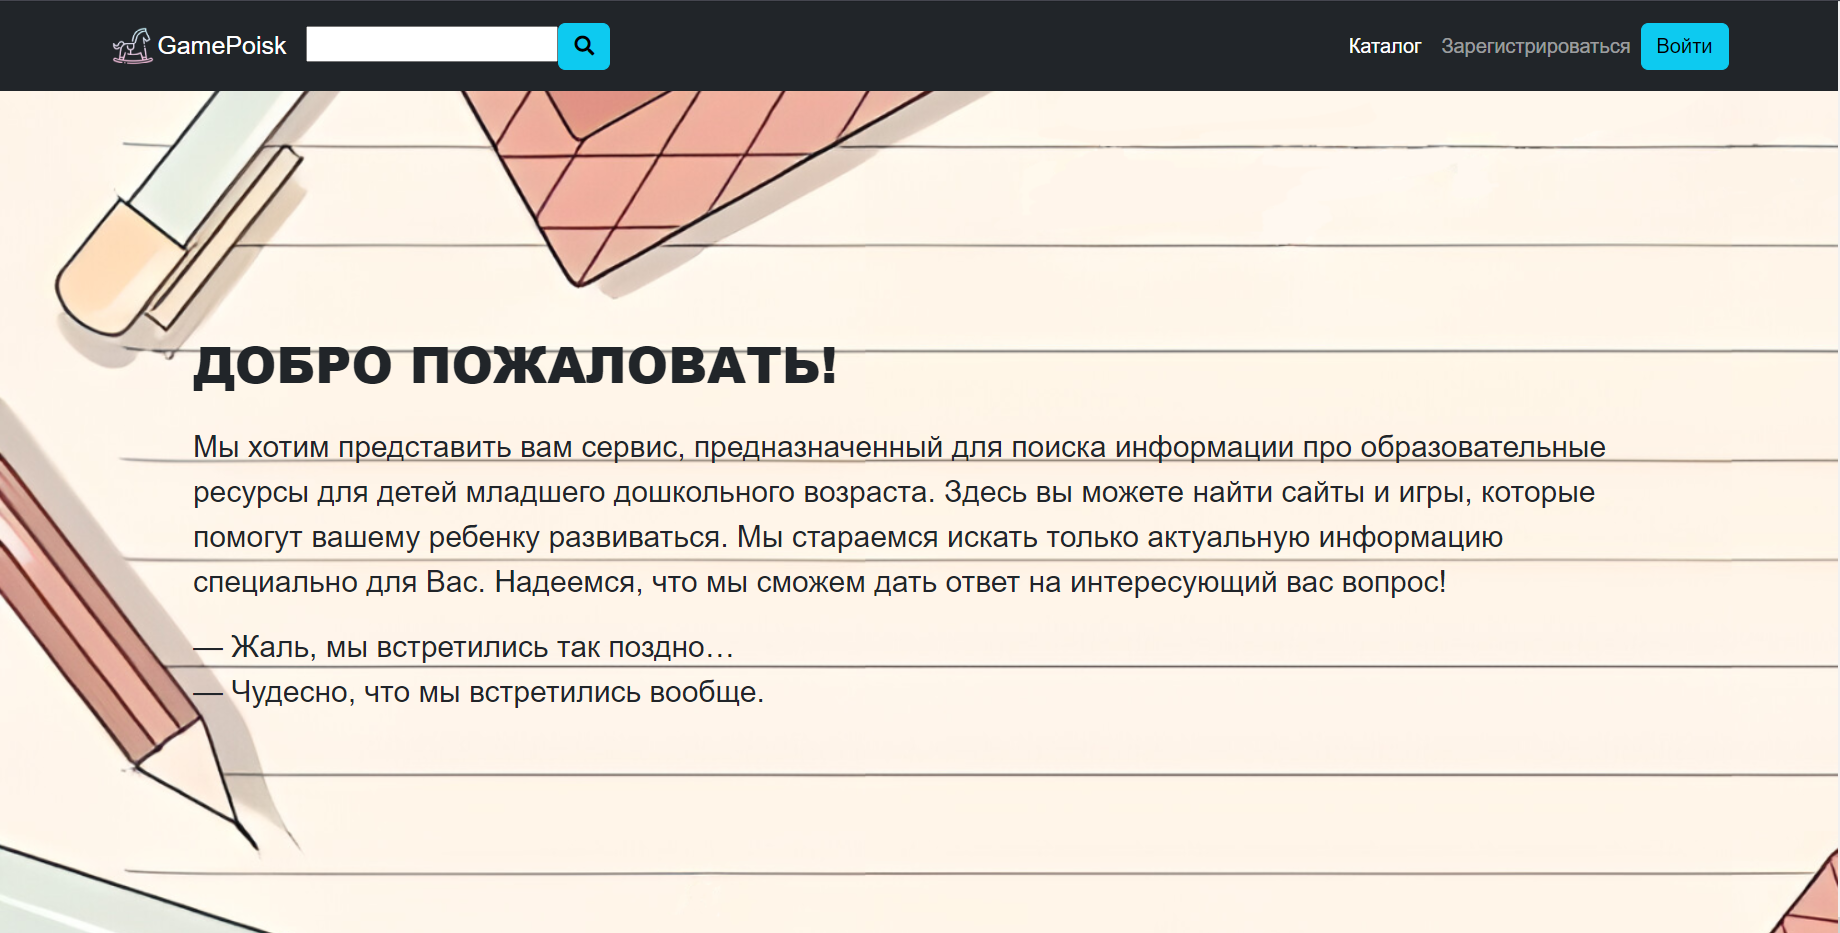 GamePoisk
Каталог Зарегистрироваться Войти
ДОБРО ПОЖАЛОВАТЬ!
Мы хотим представить вам сервис, предназначенный для поиска информации про образовательные
ресурсы для детей младшего дошкольного возраста. Здесь вы можете найти сайты и игры, которые
помогут вашему ребенку развиваться. Мы стараемся искать только актуальную информацию
специально для Вас. Надеемся, что мы сможем дать ответ на интересующий вас вопрос!
— Жаль, мы встретились так поздно…
— Чудесно, что мы встретились вообще.